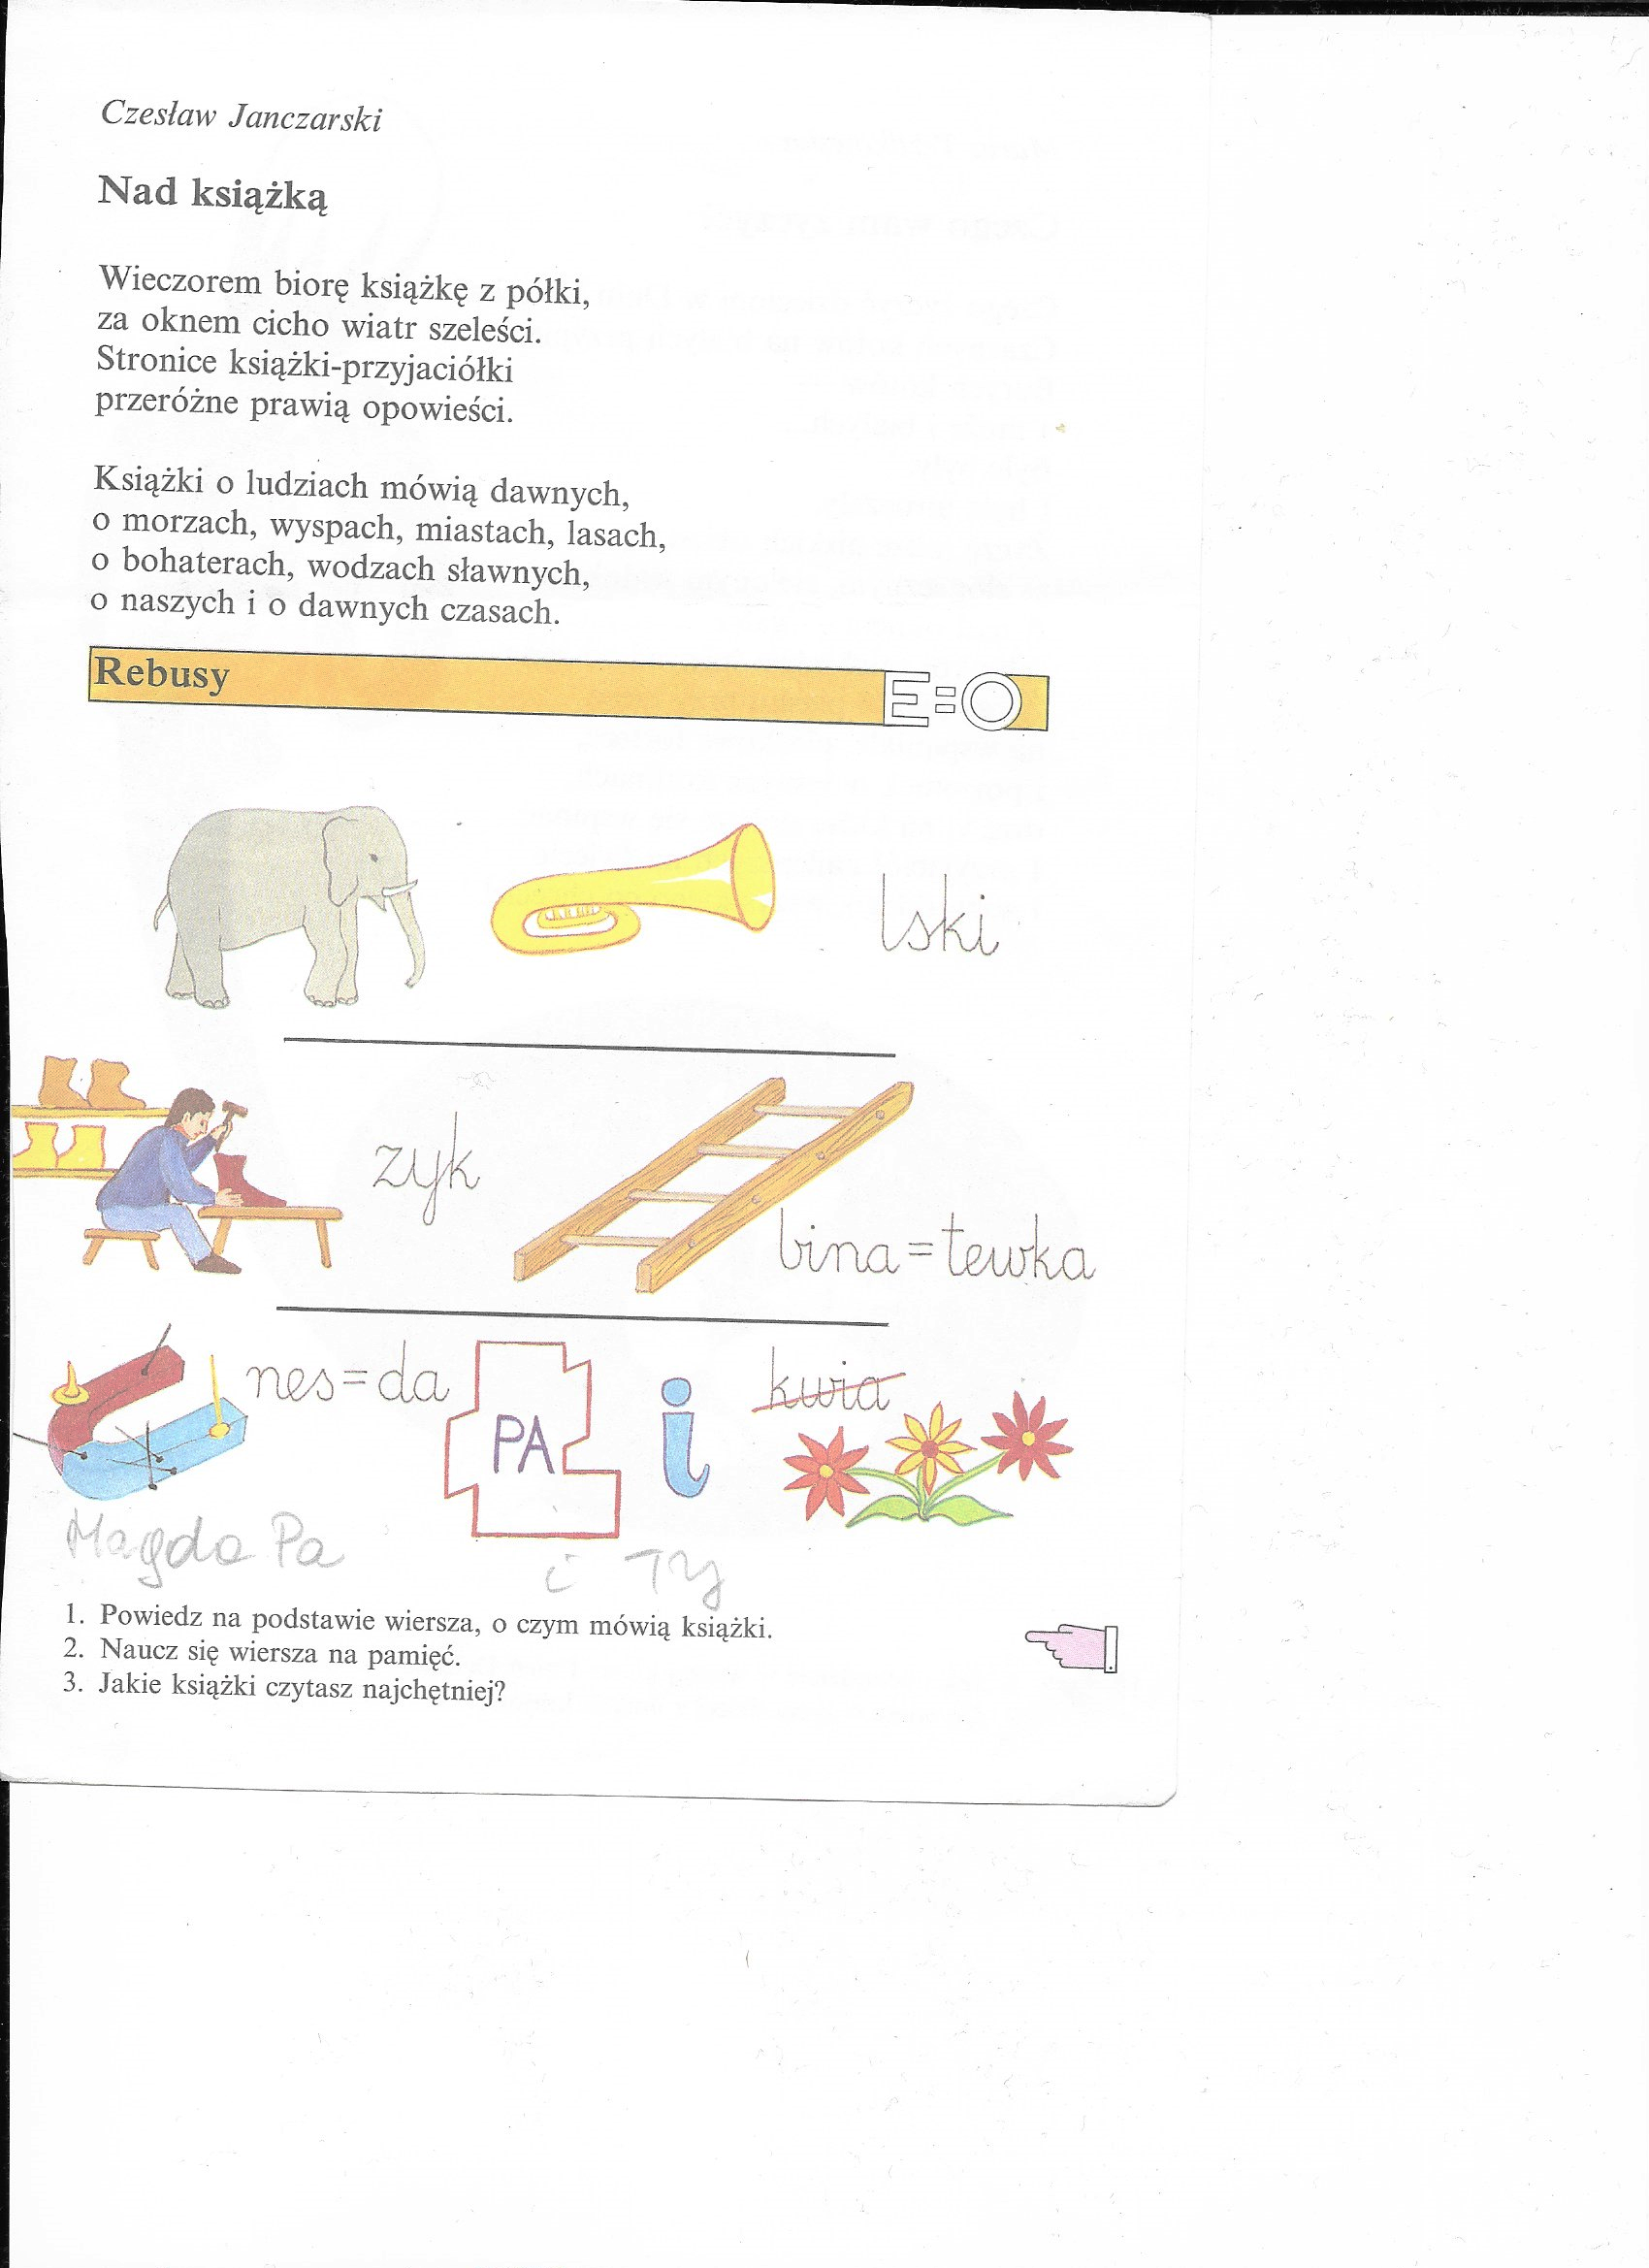 Czesław Janczarski
Nad książką
Wieczorem biorę książkę z półki,
za oknem cicho wiatr szeleści.
Stronice książki-przyjaciółki
przeróżne prawią opowieści.
Książki o ludziach mówią dawnych,
o morzach, wyspach, miastach, lasach,
o bohaterach, wodzach sławnych,
o naszych i o dawnych czasach.
Rebusy E=O
lski
zyk
bina=tewka
nes=da
kwia
PA i
Magda Pa
i Ty
1. Powiedz na podstawie wiersza, o czym mówią książki.
2. Naucz się wiersza na pamięć.
3. Jakie książki czytasz najchętniej?